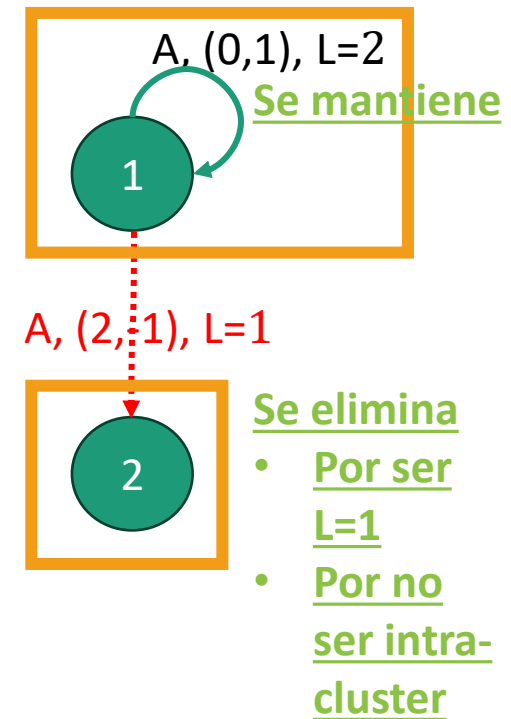 A, (0,1), L=2
Se mantiene
1
A, (2,-1), L=1
Se elimina
2
• Por ser
L=1
• Por no
ser intra-
cluster